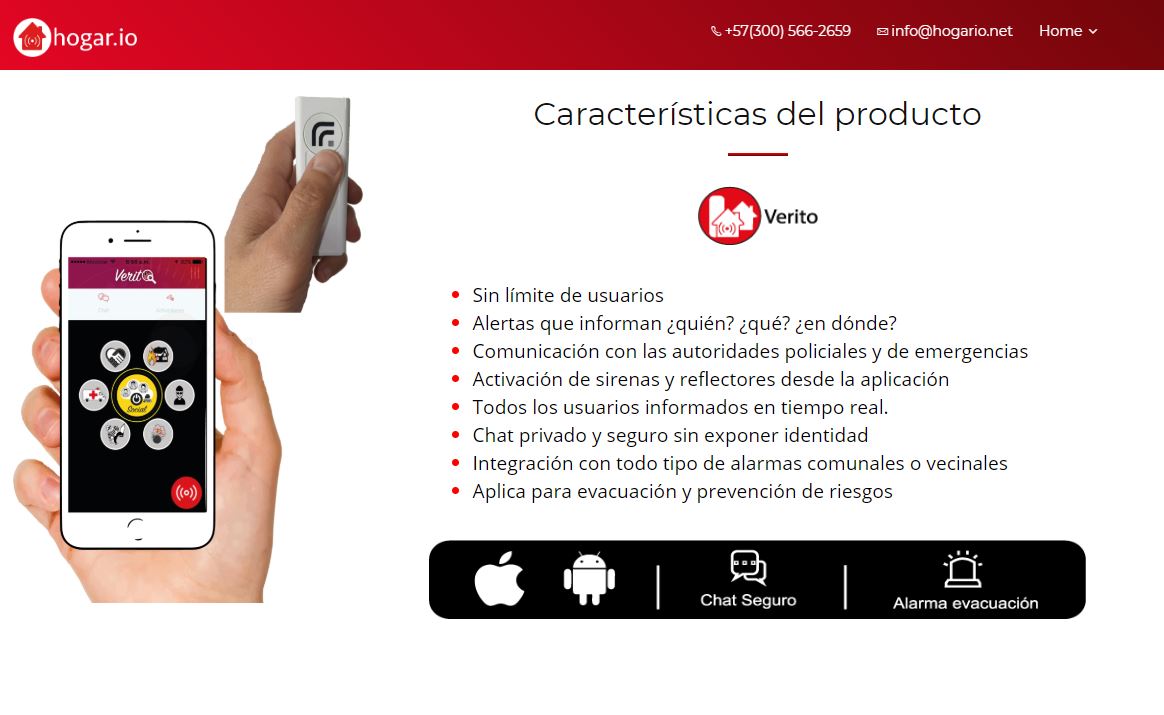 hogar.io
+57(300) 566-2659
info@hogario.net
Home
Características del producto
Verito
Verito
Social
Sin límite de usuarios
Alertas que informan ¿quién? ¿qué? ¿en dónde?
Comunicación con las autoridades policiales y de emergencias
Activación de sirenas y reflectores desde la aplicación
Todos los usuarios informados en tiempo real.
Chat privado y seguro sin exponer identidad
Integración con todo tipo de alarmas comunales o vecinales
Aplica para evacuación y prevención de riesgos
Chat Seguro
Alarma evacuación